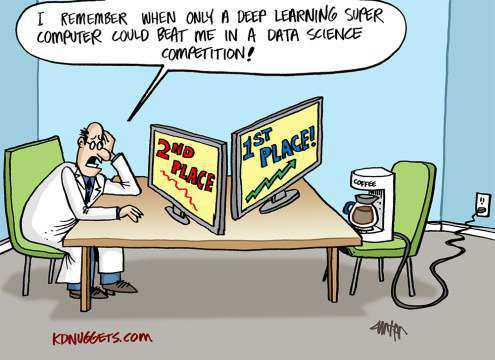 I REMEMBER WHEN ONLY A DEEP LEARNING SUPER
COMPUTER COULD BEAT ME IN A DATA SCIENCE
COMPETITION!
2ND
PLACE
1ST
PLACE!
COFFEE
KDNUGGETS.COM